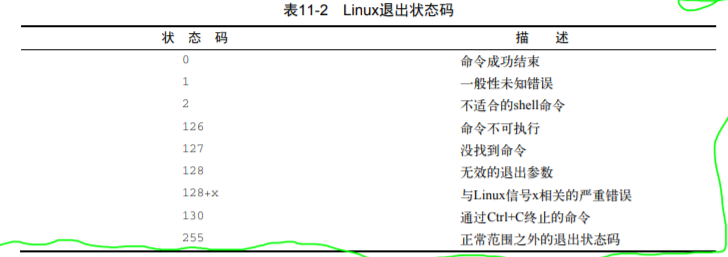 表11-2 Linux退出状态码
状 态 码 描 述
0 命令成功结束
1 一般性未知错误
2 不适合的shell命令
126 命令不可执行
127 没找到命令
128 无效的退出参数
128+x 与Linux信号x相关的严重错误
130 通过Ctrl+C终止的命令
255 正常范围之外的退出状态码